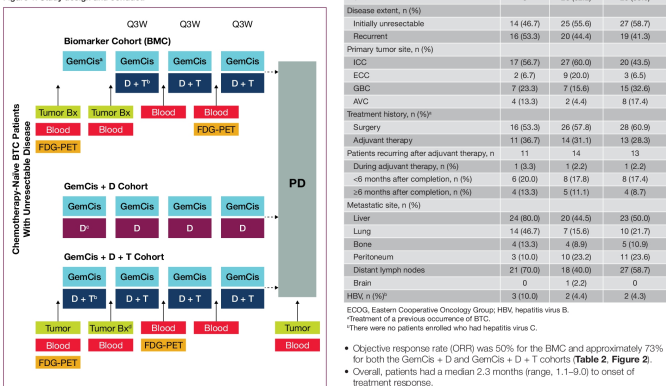 Q3W Q3W Q3W
Biomarker Cohort (BMC)
GemCisᵃ GemCis GemCis GemCis
D + Tᵇ D + T D + T
Tumor Bx Tumor Bx Blood Blood
Blood Blood FDG-PET
FDG-PET
GemCis + D Cohort
GemCis GemCis GemCis GemCis
Dᶜ D D D
GemCis + D + T Cohort
GemCis GemCis GemCis GemCis
D + Tᵇ D + T D + T D + T
Tumor Tumor Bxᵈ Blood Blood
Blood Blood FDG-PET
FDG-PET
Chemotherapy-Naïve BTC Patients
With Unresectable Disease
PD
Disease extent, n (%)
Initially unresectable 14 (46.7) 25 (55.6) 27 (58.7)
Recurrent 16 (53.3) 20 (44.4) 19 (41.3)
Primary tumor site, n (%)
ICC 17 (56.7) 27 (60.0) 20 (43.5)
ECC 2 (6.7) 9 (20.0) 3 (6.5)
GBC 7 (23.3) 7 (15.6) 15 (32.6)
AVC 4 (13.3) 2 (4.4) 8 (17.4)
Treatment history, n (%)ᵃ
Surgery 16 (53.3) 26 (57.8) 28 (60.9)
Adjuvant therapy 11 (36.7) 14 (31.1) 13 (28.3)
Patients recurring after adjuvant therapy, n 11 14 13
During adjuvant therapy, n (%) 1 (3.3) 1 (2.2) 1 (2.2)
<6 months after completion, n (%) 6 (20.0) 8 (17.8) 8 (17.4)
≥6 months after completion, n (%) 4 (13.3) 5 (11.1) 4 (8.7)
Metastatic site, n (%)
Liver 24 (80.0) 20 (44.5) 23 (50.0)
Lung 14 (46.7) 7 (15.6) 10 (21.7)
Bone 4 (13.3) 4 (8.9) 5 (10.9)
Peritoneum 3 (10.0) 10 (23.2) 11 (23.6)
Distant lymph nodes 21 (70.0) 18 (40.0) 27 (58.7)
Brain 0 1 (2.2) 0
HBV, n (%)ᵇ 3 (10.0) 2 (4.4) 2 (4.3)
ECOG, Eastern Cooperative Oncology Group; HBV, hepatitis virus B.
ᵃTreatment of a previous occurrence of BTC.
ᵇThere were no patients enrolled who had hepatitis virus C.
• Objective response rate (ORR) was 50% for the BMC and approximately 73%
for both the GemCis + D and GemCis + D + T cohorts (Table 2, Figure 2).
• Overall, patients had a median 2.3 months (range, 1.1–9.0) to onset of
treatment response.